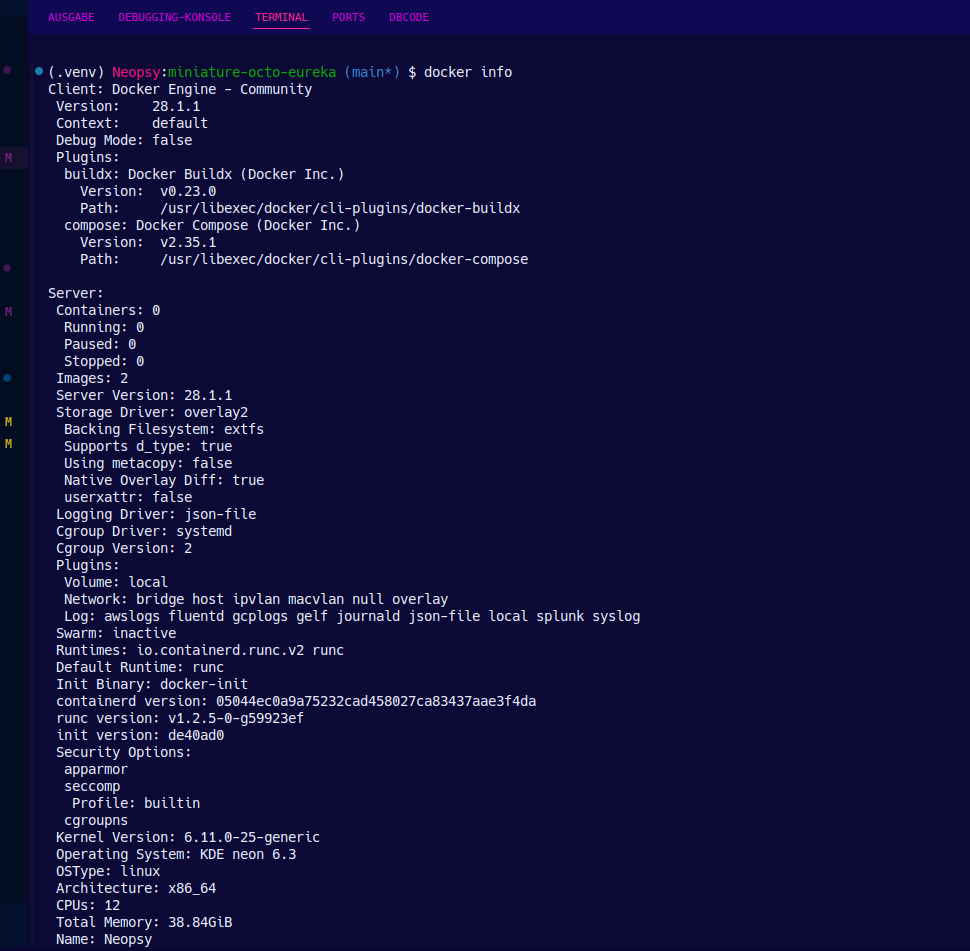 AUSGABE DEBUGGING-KONSOLE TERMINAL PORTS DBCODE
(.venv) Neopsy:miniature-octo-eureka (main*) $ docker info
Client: Docker Engine - Community
Version: 28.1.1
Context: default
Debug Mode: false
M
Plugins:
buildx: Docker Buildx (Docker Inc.)
Version: v0.23.0
Path: /usr/libexec/docker/cli-plugins/docker-buildx
compose: Docker Compose (Docker Inc.)
Version: v2.35.1
Path: /usr/libexec/docker/cli-plugins/docker-compose
Server:
Containers: 0
M
Running: 0
Paused: 0
Stopped: 0
Images: 2
Server Version: 28.1.1
Storage Driver: overlay2
M
Backing Filesystem: extfs
M
Supports d_type: true
Using metacopy: false
Native Overlay Diff: true
userxattr: false
Logging Driver: json-file
Cgroup Driver: systemd
Cgroup Version: 2
Plugins:
Volume: local
Network: bridge host ipvlan macvlan null overlay
Log: awslogs fluentd gcplogs gelf journald json-file local splunk syslog
Swarm: inactive
Runtimes: io.containerd.runc.v2 runc
Default Runtime: runc
Init Binary: docker-init
containerd version: 05044ec0a9a75232cad458027ca83437aae3f4da
runc version: v1.2.5-0-g59923ef
init version: de40ad0
Security Options:
apparmor
seccomp
Profile: builtin
cgroupns
Kernel Version: 6.11.0-25-generic
Operating System: KDE neon 6.3
OSType: linux
Architecture: x86_64
CPUs: 12
Total Memory: 38.84GiB
Name: Neopsy